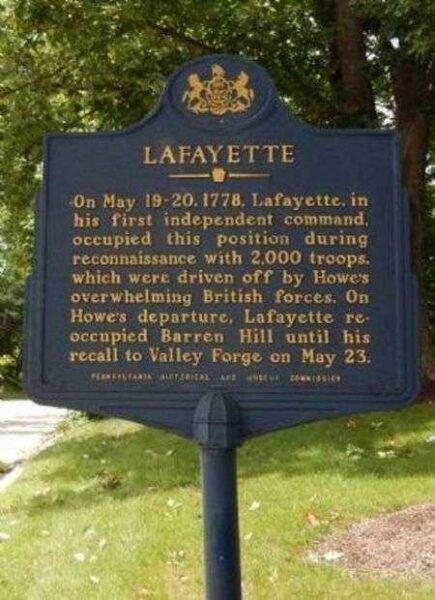 LAFAYETTE
On May 19-20, 1778, Lafayette, in
his first independent command,
occupied this position during
reconnaissance with 2,000 troops,
which were driven off by Howe's
overwhelming British forces. On
Howe's departure, Lafayette re-
occupied Barren Hill until his
recall to Valley Forge on May 23.
PENNSYLVANIA HISTORICAL AND MUSEUM COMMISSION